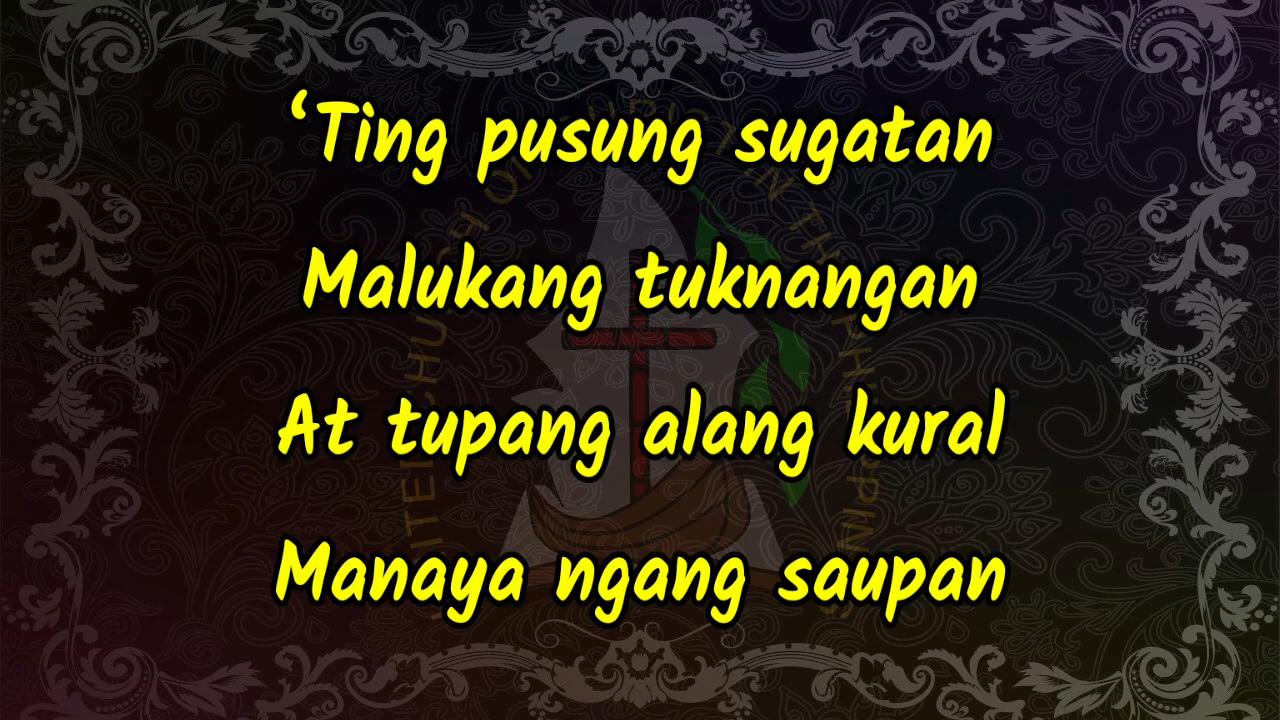 ‘Ting pusung sugatan
Malukang tuknangan
At tupang alang kural
Manaya ngang saupan